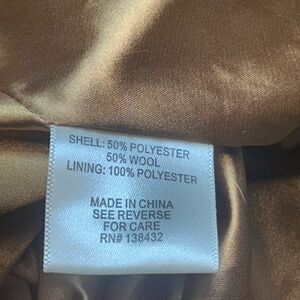 SHELL: 50% POLYESTER
50% WOOL
LINING: 100% POLYESTER
MADE IN CHINA
SEE REVERSE
FOR CARE
RN# 138432